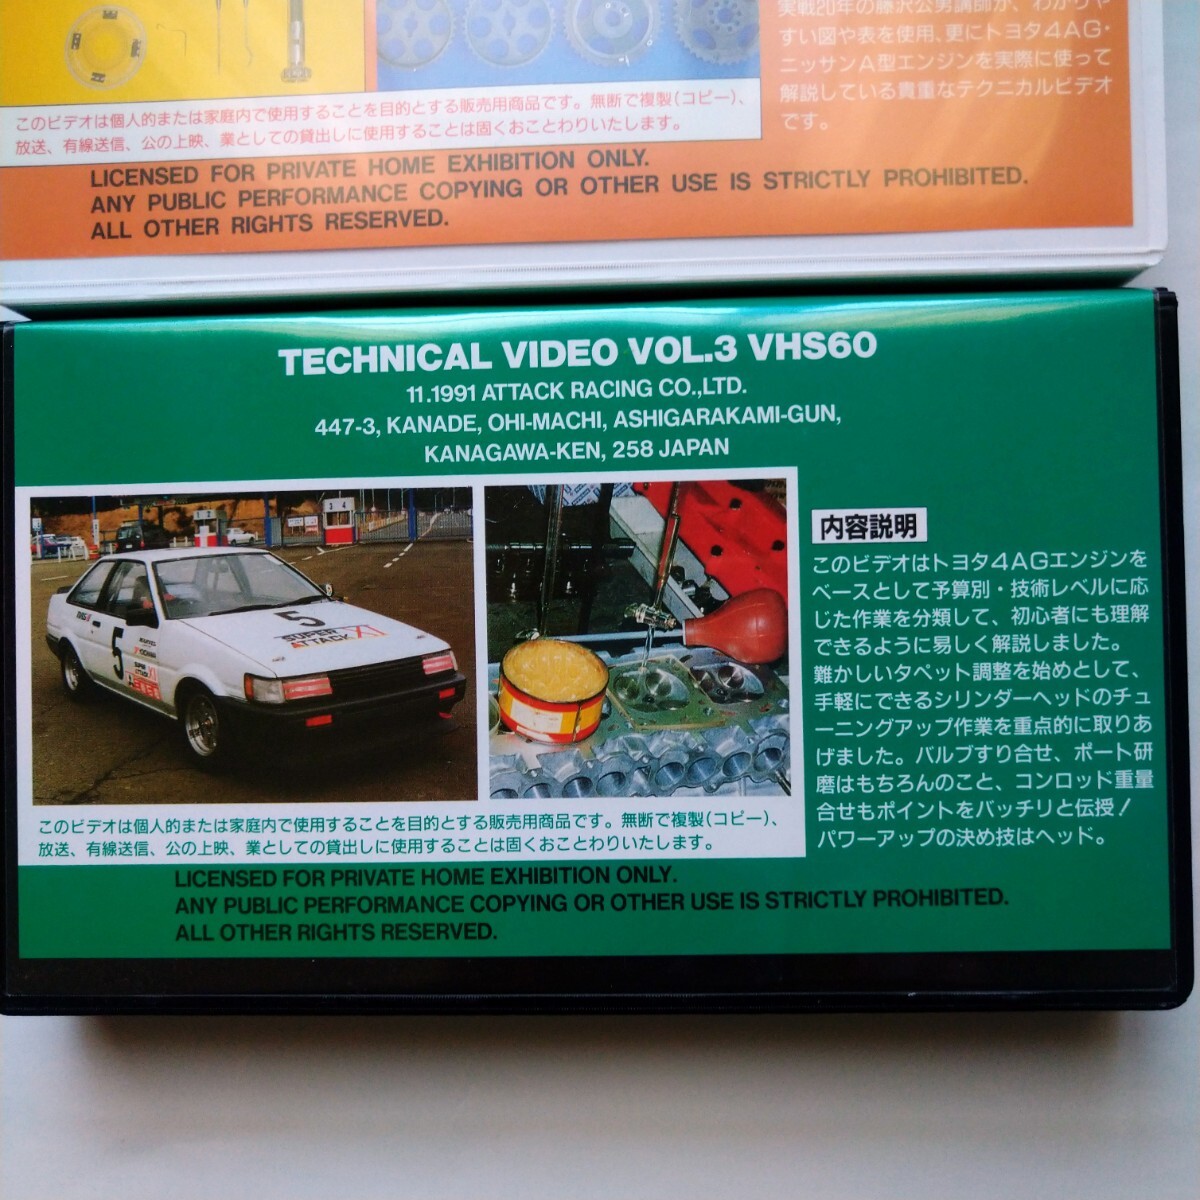 実戦20年の藤沢公男講師が、わかりや
すい図や表を使用、更にトヨタ4AG・
ニッサンA型エンジンを実際に使って
解説している貴重なテクニカルビデオ
です。
このビデオは個人的または家庭内で使用することを目的とする販売用商品です。無断で複製(コピー)、
放送、有線送信、公の上映、業としての貸出しに使用することは固くおことわりいたします。
LICENSED FOR PRIVATE HOME EXHIBITION ONLY.
ANY PUBLIC PERFORMANCE COPYING OR OTHER USE IS STRICTLY PROHIBITED.
ALL OTHER RIGHTS RESERVED.
TECHNICAL VIDEO VOL.3 VHS60
11.1991 ATTACK RACING CO.,LTD.
447-3, KANADE, OHI-MACHI, ASHIGARAKAMI-GUN,
KANAGAWA-KEN, 258 JAPAN
3 4
5
SUPER
ATTACK XI
5
内容説明
このビデオはトヨタ4AGエンジンを
ベースとして予算別・技術レベルに応
じた作業を分類して、初心者にも理解
できるように易しく解説しました。
難かしいタペット調整を始めとして、
手軽にできるシリンダーヘッドのチュ
ーニングアップ作業を重点的に取りあ
げました。バルブすり合せ、ポート研
磨はもちろんのこと、コンロッド重量
合せもポイントをバッチリと伝授!
パワーアップの決め技はヘッド。
このビデオは個人的または家庭内で使用することを目的とする販売用商品です。無断で複製(コピー)、
放送、有線送信、公の上映、業としての貸出しに使用することは固くおことわりいたします。
LICENSED FOR PRIVATE HOME EXHIBITION ONLY.
ANY PUBLIC PERFORMANCE COPYING OR OTHER USE IS STRICTLY PROHIBITED.
ALL OTHER RIGHTS RESERVED.